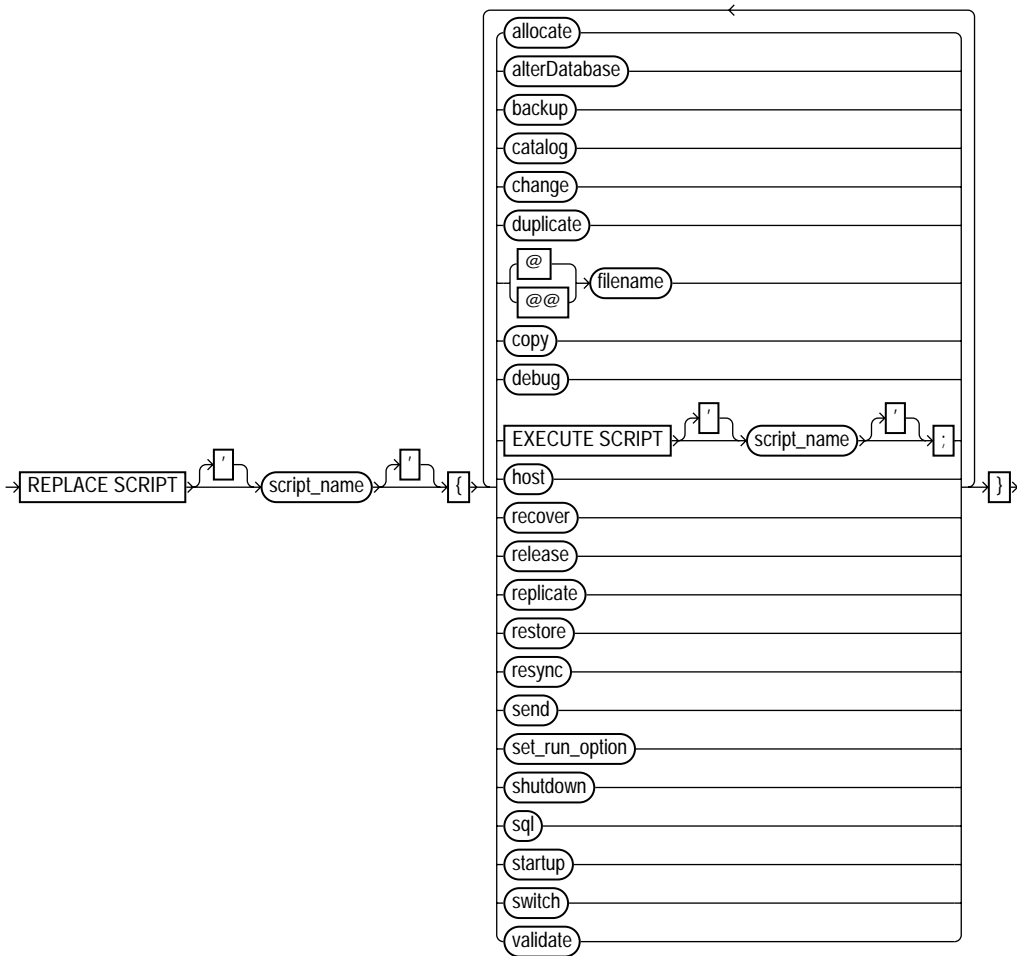 allocate
alterDatabase
backup
catalog
change
duplicate
@
filename
@@
copy
debug
EXECUTE SCRIPT ' script_name ' ;
REPLACE SCRIPT ' script_name ' { host }
recover
release
replicate
restore
resync
send
set_run_option
shutdown
sql
startup
switch
validate